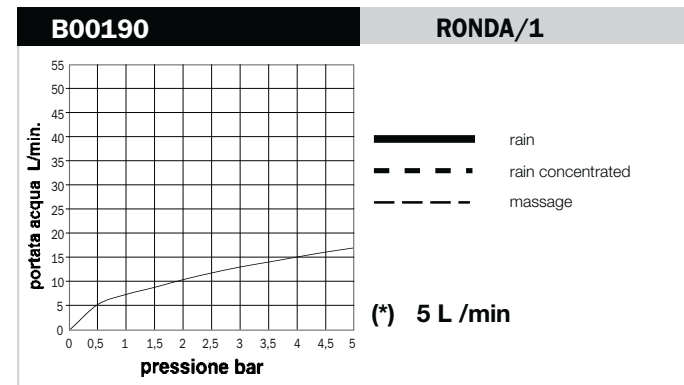 B00190
RONDA/1
portata acqua L/min.
55
50
45
40
35
30
25
20
15
10
5
0
0 0,5 1 1,5 2 2,5 3 3,5 4 4,5 5
pressione bar
rain
rain concentrated
massage
(*) 5 L /min